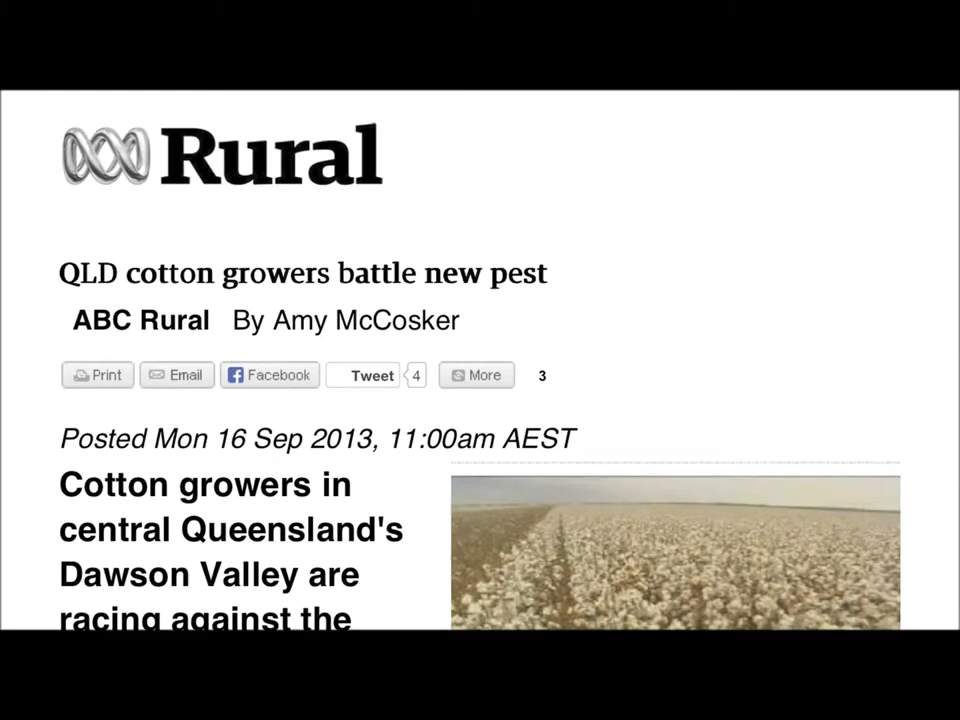 Rural
QLD cotton growers battle new pest
ABC Rural By Amy McCosker
Print Email Facebook Tweet 4 More 3
Posted Mon 16 Sep 2013, 11:00am AEST
Cotton growers in
central Queensland's
Dawson Valley are
racing against the